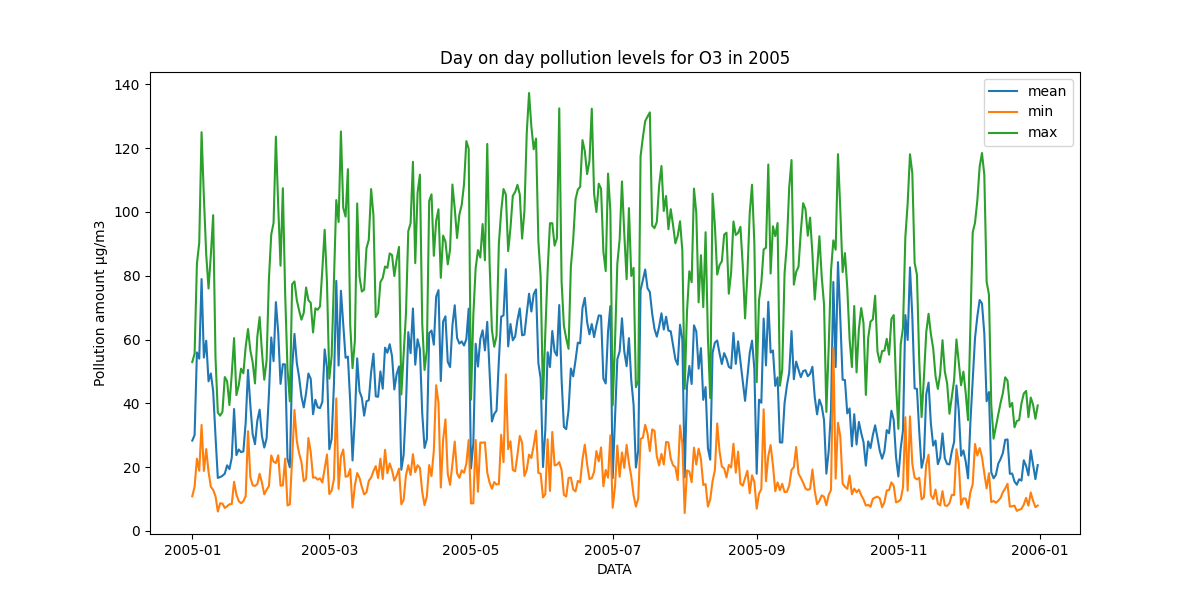 Day on day pollution levels for O3 in 2005
mean
min
max
Pollution amount µg/m3
140
120
100
80
60
40
20
0
2005-01
2005-03
2005-05
2005-07
2005-09
2005-11
2006-01
DATA